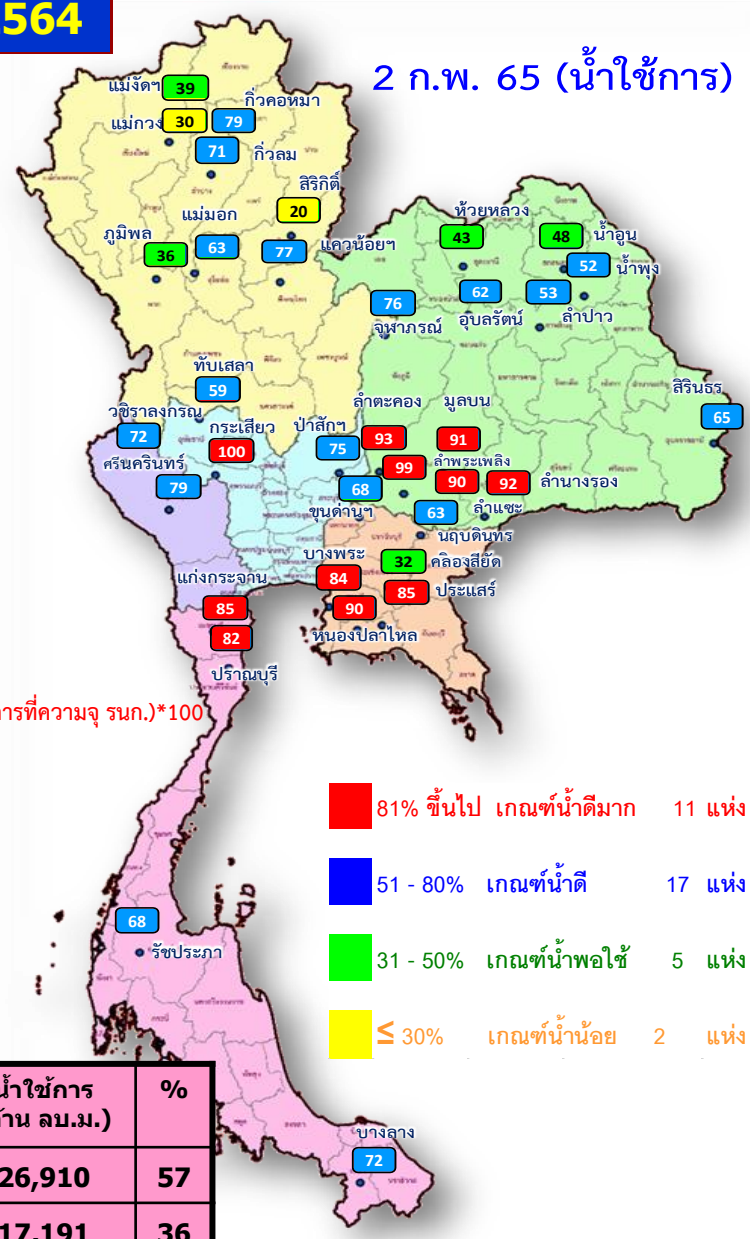 564
2 ก.พ. 65 (น้ำใช้การ)
แม่งัดฯ 39
กิ่วคอหมา
แม่กวง 30 79
71 กิ่วลม
สิริกิติ์
20
แม่มอก
ภูมิพล
36
63
77 แควน้อยฯ
ห้วยหลวง
43
48 น้ำอูน
52 น้ำพุง
62
53
76
อุบลรัตน์
ลำปาว
จุฬาภรณ์
ทับเสลา
59
สิรินธร
65
วชิราลงกรณ
72
กระเสียว
100
ป่าสักฯ
75
ลำตะคอง
93
มูลบน
91
ศรีนครินทร์
79
99
ลำพระเพลิง
90
92
ลำนางรอง
68
ขุนด่านฯ
63
ลำแซะ
นฤบดินทร
บางพระ
84
32
คลองสียัด
85
ประแสร์
90
หนองปลาไหล
แก่งกระจาน
85
82
ปราณบุรี
การที่ความจุ รนก.)*100
81% ขึ้นไป เกณฑ์น้ำดีมาก 11 แห่ง
51 - 80% เกณฑ์น้ำดี 17 แห่ง
31 - 50% เกณฑ์น้ำพอใช้ 5 แห่ง
≤ 30% เกณฑ์น้ำน้อย 2 แห่ง
68
รัชประภา
น้ำใช้การ %
ล้าน ลบ.ม.)
26,910 57
17,191 36
บางลาง
72